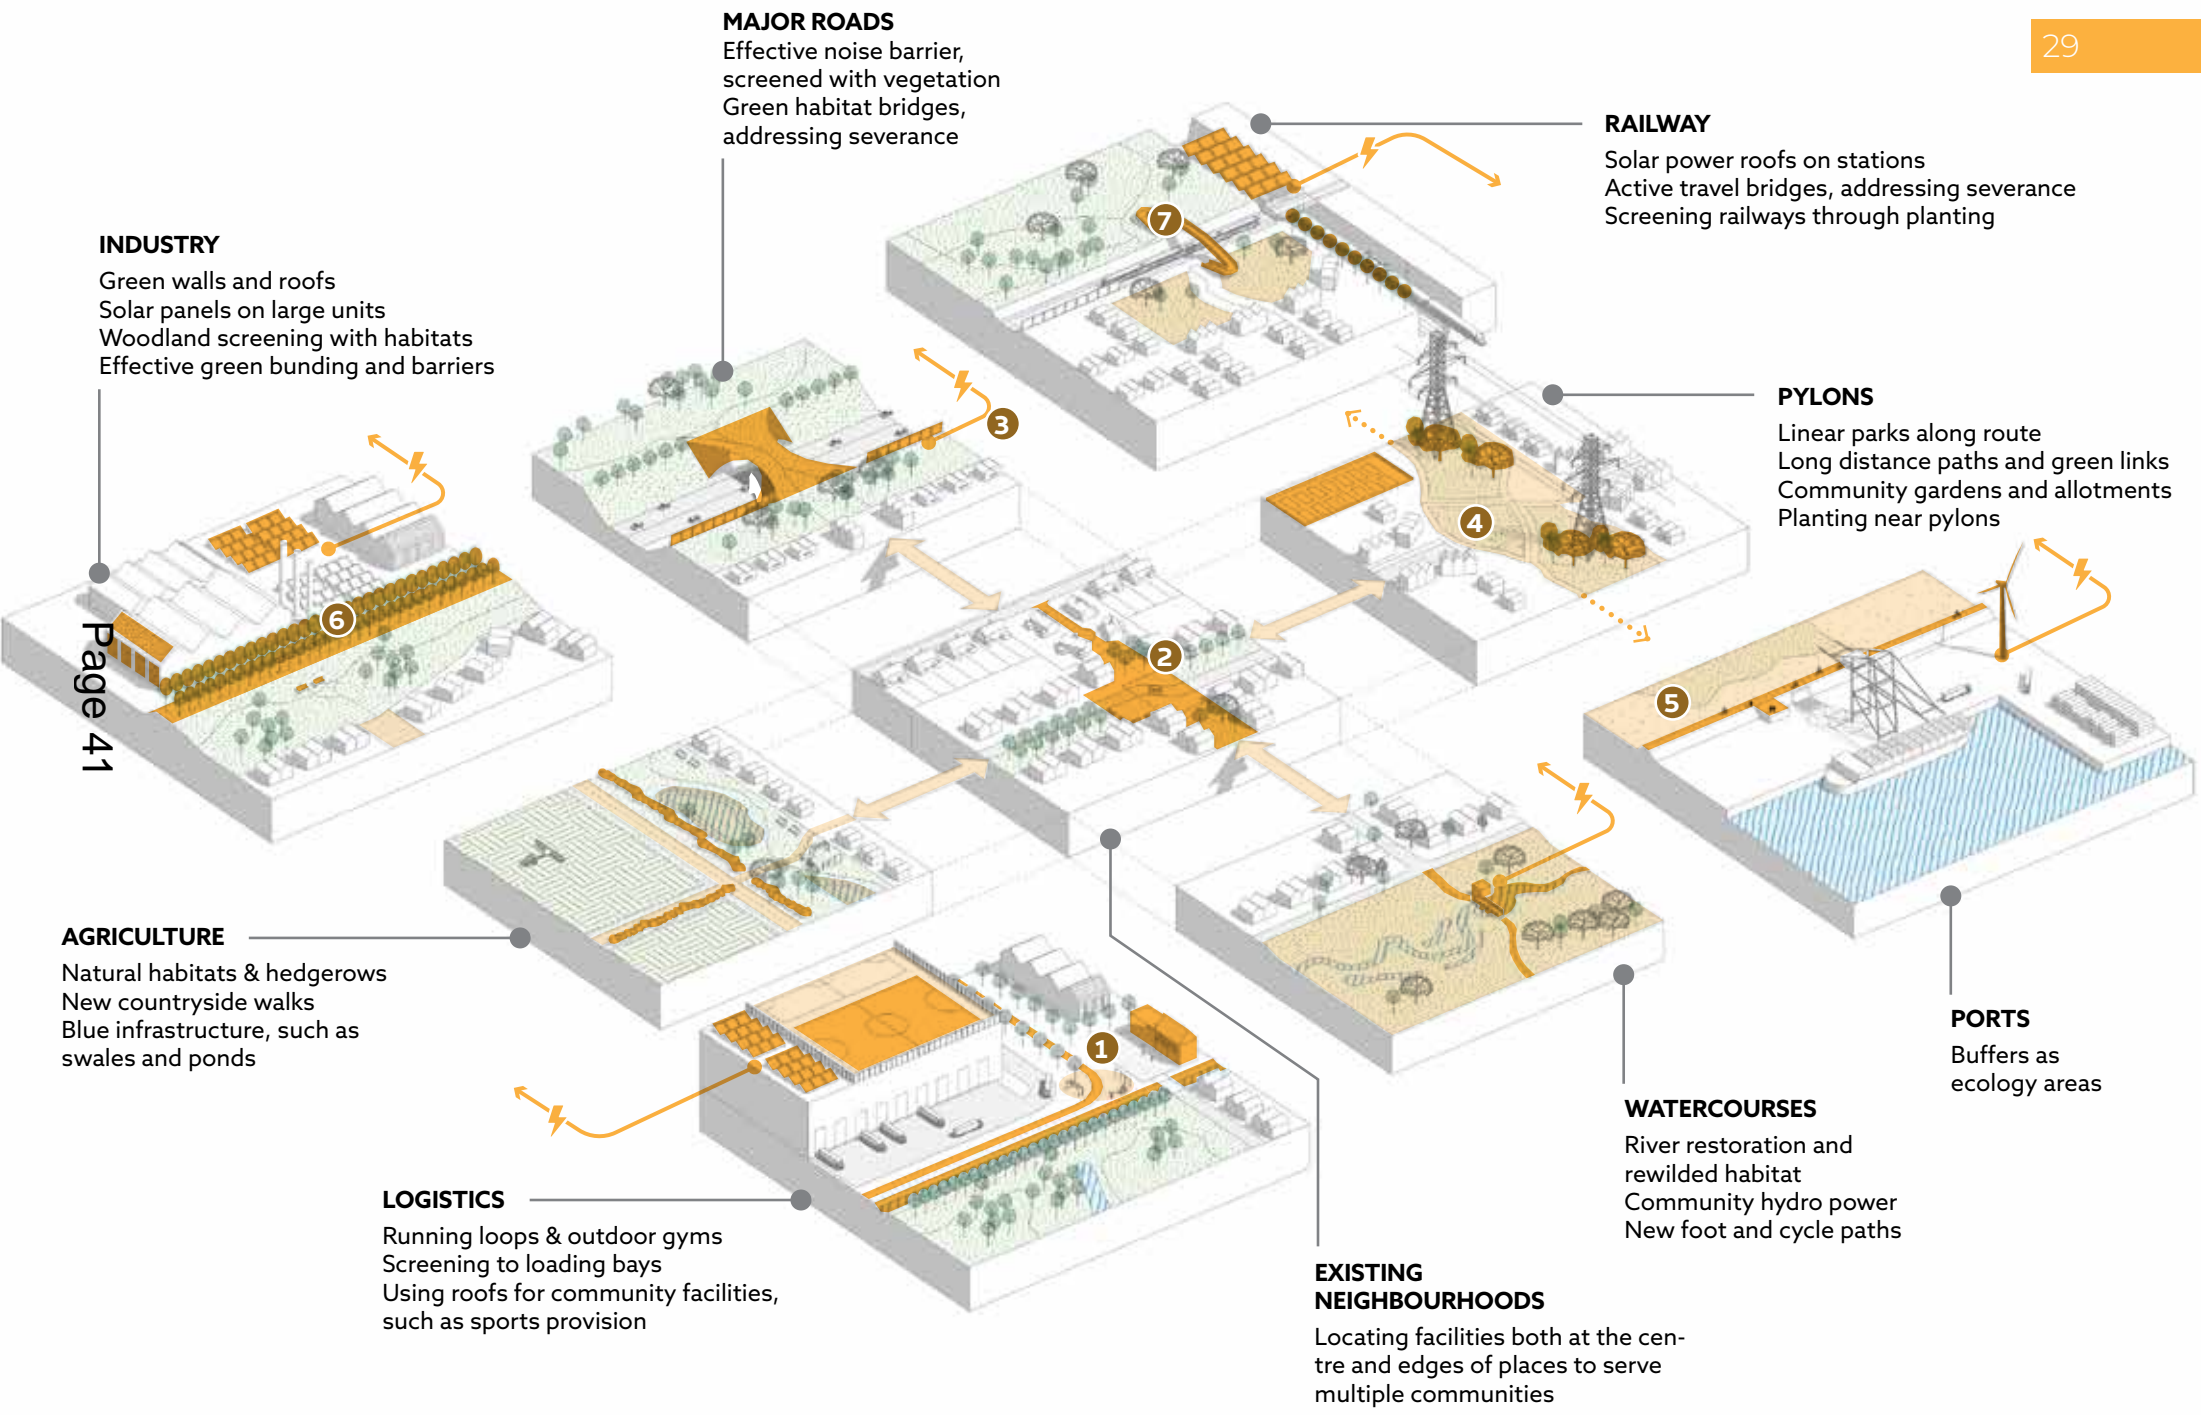 29
MAJOR ROADS
Effective noise barrier,
screened with vegetation
Green habitat bridges,
addressing severance
RAILWAY
Solar power roofs on stations
Active travel bridges, addressing severance
Screening railways through planting
INDUSTRY
Green walls and roofs
Solar panels on large units
Woodland screening with habitats
Effective green bunding and barriers
PYLONS
Linear parks along route
Long distance paths and green links
Community gardens and allotments
Planting near pylons
7
3
4
6
2
5
1
Page 41
AGRICULTURE
Natural habitats & hedgerows
New countryside walks
Blue infrastructure, such as
swales and ponds
PORTS
Buffers as
ecology areas
WATERCOURSES
River restoration and
rewilded habitat
Community hydro power
New foot and cycle paths
LOGISTICS
Running loops & outdoor gyms
Screening to loading bays
Using roofs for community facilities,
such as sports provision
EXISTING
NEIGHBOURHOODS
Locating facilities both at the cen-
tre and edges of places to serve
multiple communities